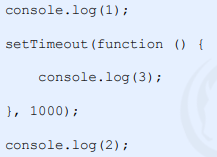 console.log(1);
setTimeout(function () {
    console.log(3);
}, 1000);
console.log(2);